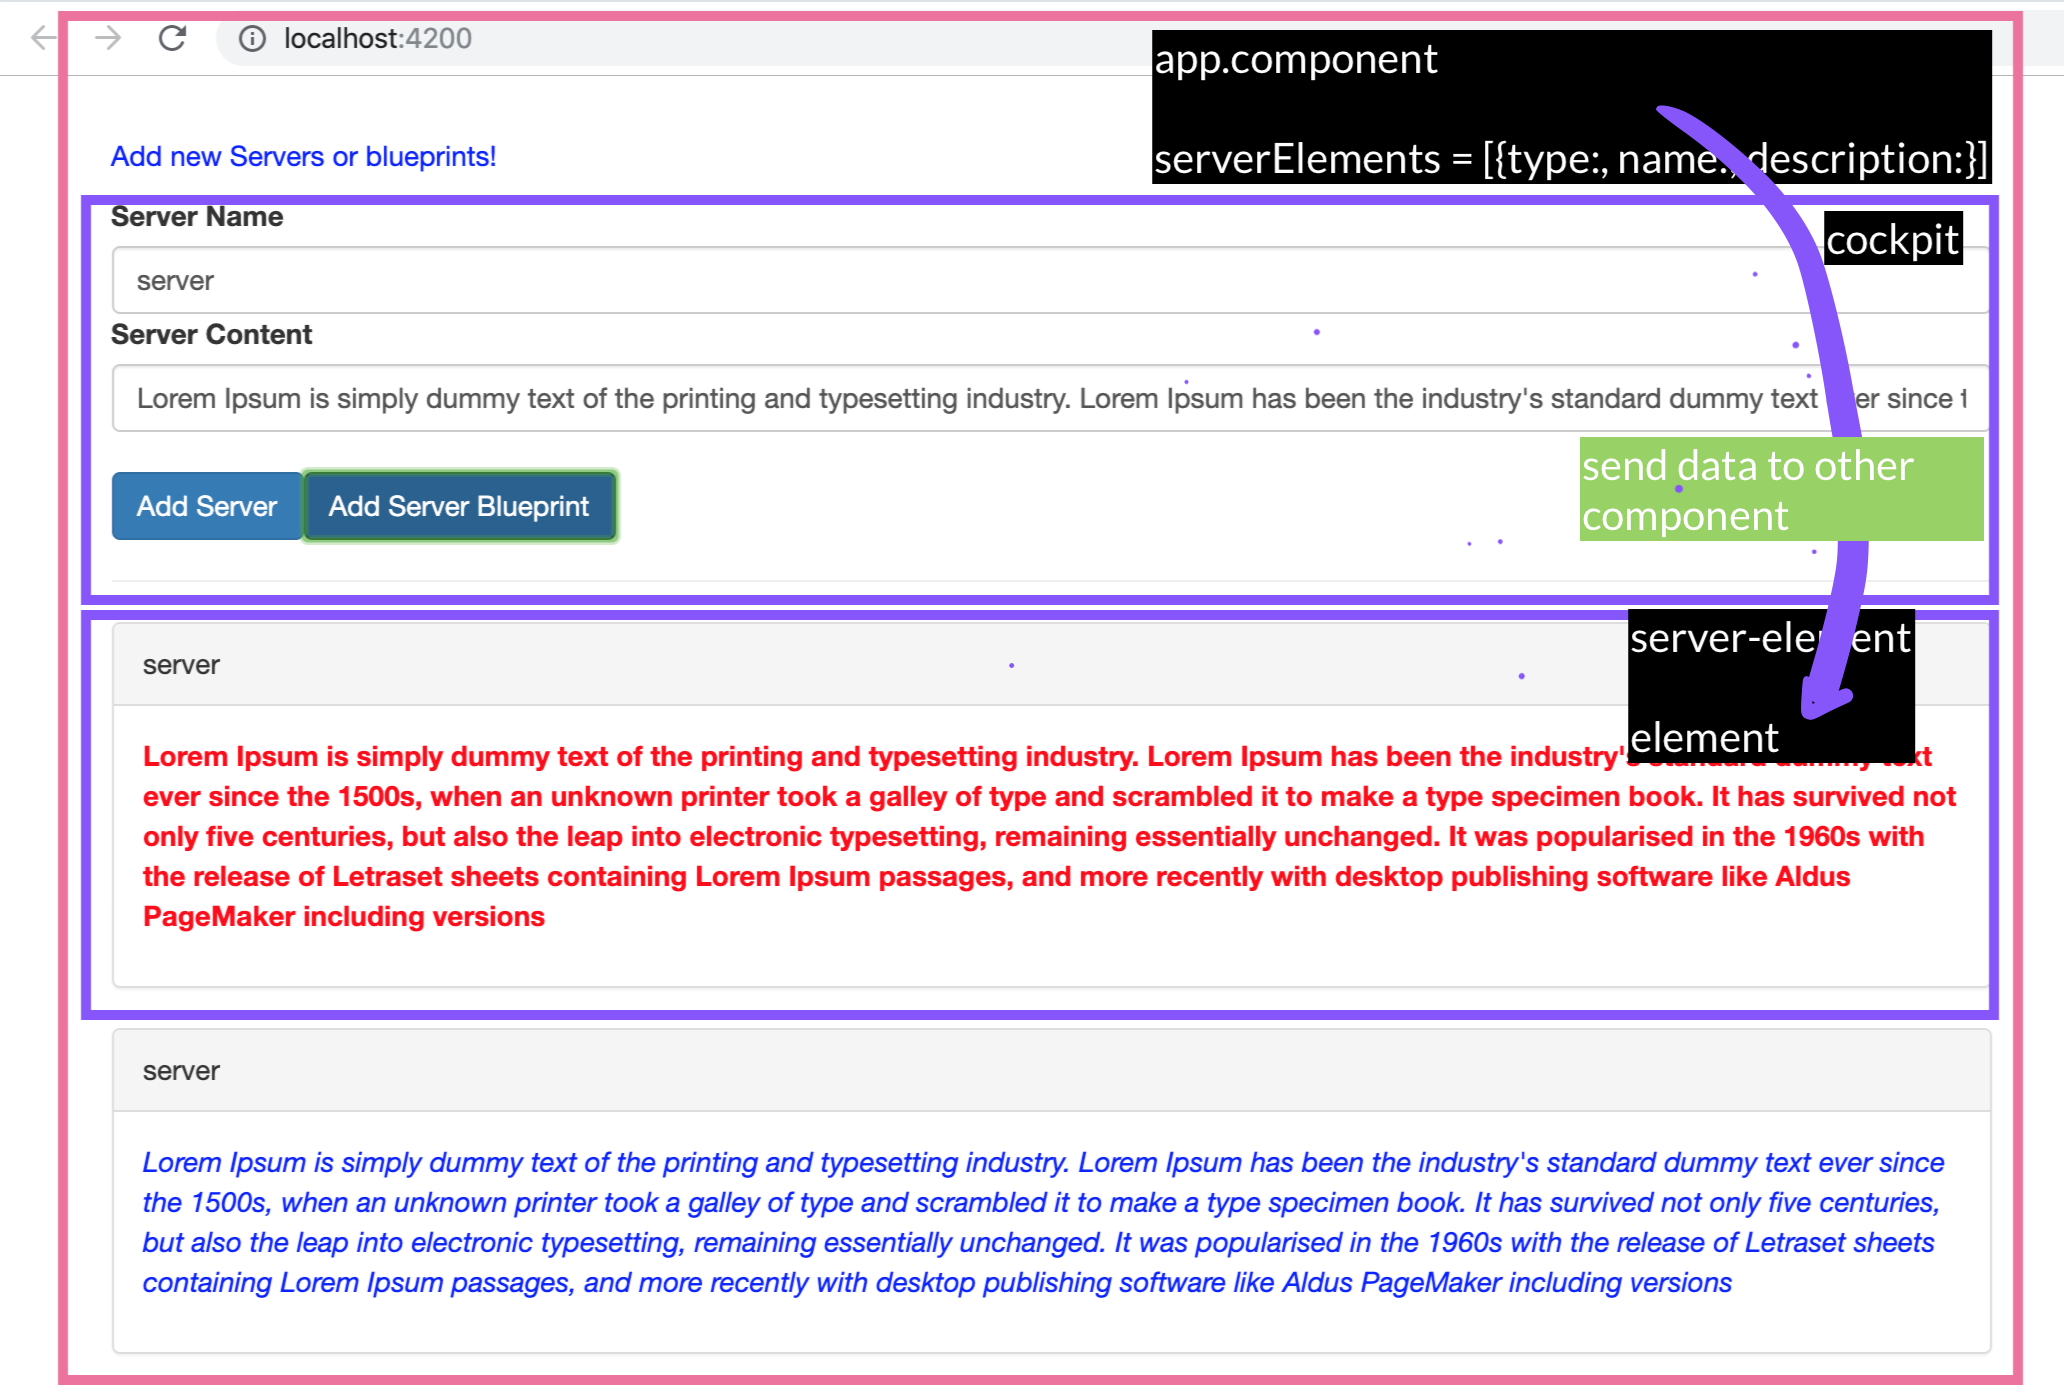 localhost:4200
app.component
serverElements = [{type:, name:, description:}]
Add new Servers or blueprints!
Server Name
cockpit
server
Server Content
Lorem Ipsum is simply dummy text of the printing and typesetting industry. Lorem Ipsum has been the industry's standard dummy text ever since t
send data to other
component
Add Server
Add Server Blueprint
server-element
element
server
Lorem Ipsum is simply dummy text of the printing and typesetting industry. Lorem Ipsum has been the industry's standard dummy text
ever since the 1500s, when an unknown printer took a galley of type and scrambled it to make a type specimen book. It has survived not
only five centuries, but also the leap into electronic typesetting, remaining essentially unchanged. It was popularised in the 1960s with
the release of Letraset sheets containing Lorem Ipsum passages, and more recently with desktop publishing software like Aldus
PageMaker including versions
server
Lorem Ipsum is simply dummy text of the printing and typesetting industry. Lorem Ipsum has been the industry's standard dummy text ever since
the 1500s, when an unknown printer took a galley of type and scrambled it to make a type specimen book. It has survived not only five centuries,
but also the leap into electronic typesetting, remaining essentially unchanged. It was popularised in the 1960s with the release of Letraset sheets
containing Lorem Ipsum passages, and more recently with desktop publishing software like Aldus PageMaker including versions